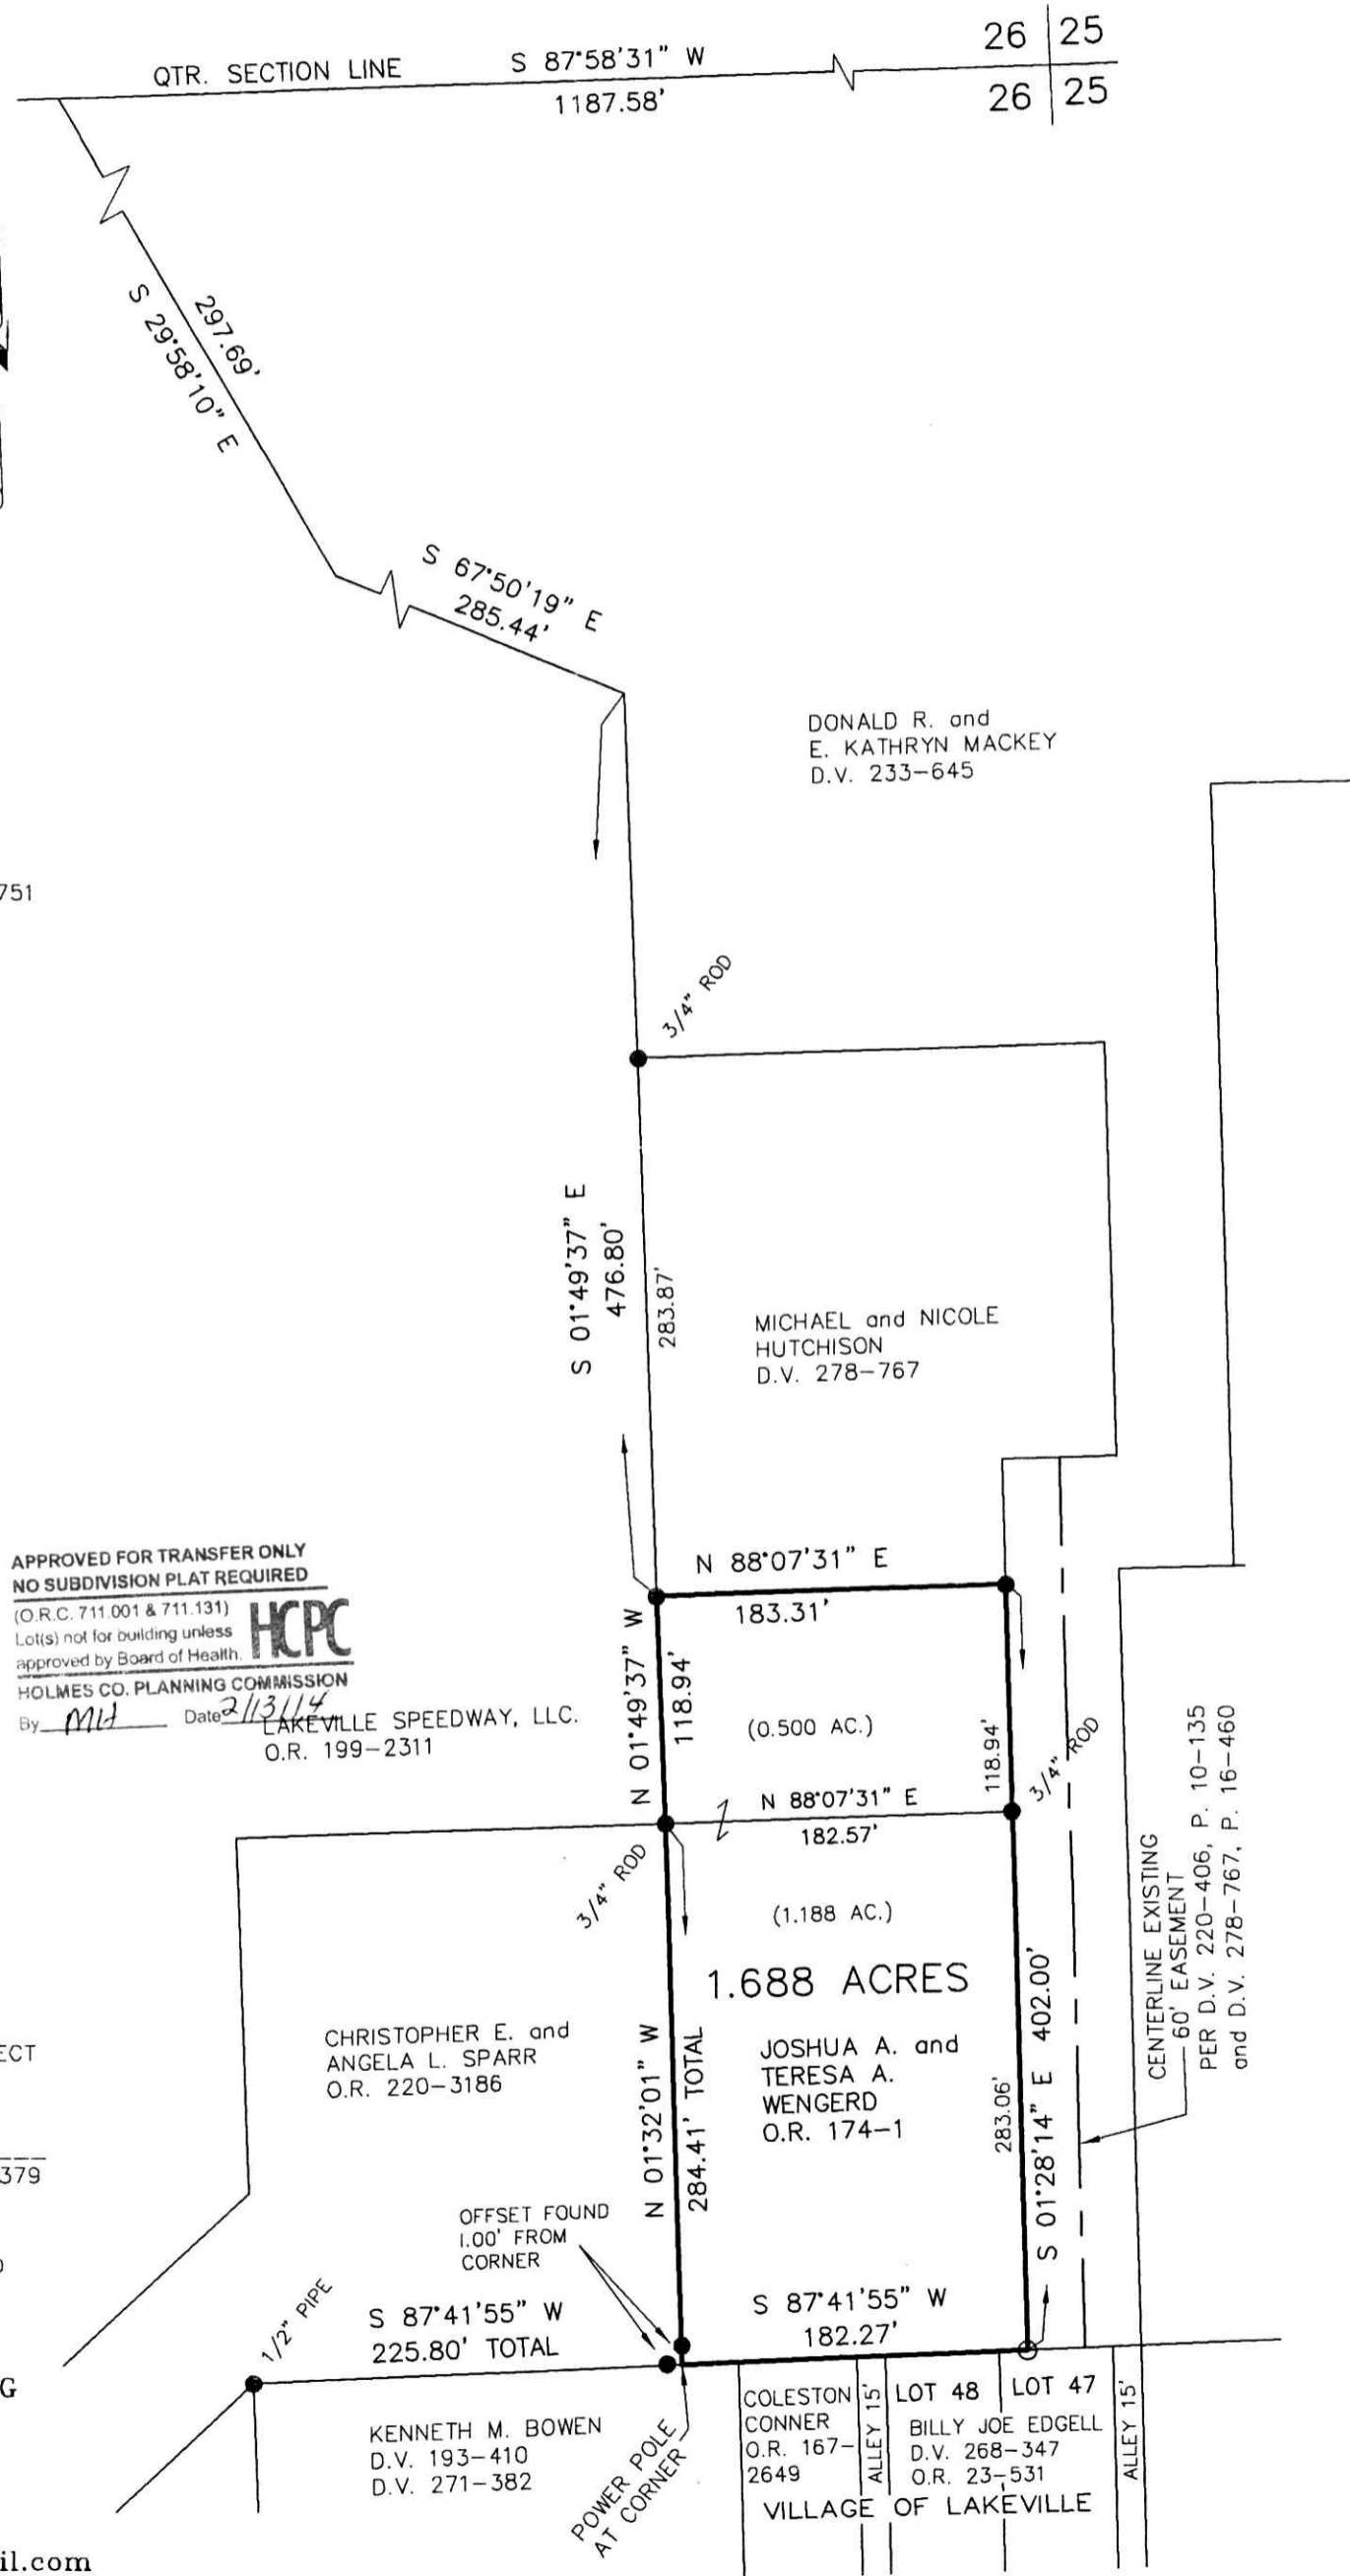 26 25
QTR. SECTION LINE S 87°58'31" W
1187.58'
26 25
297.69'
S 29°58'10" E
S 67°50'19" E
285.44'
DONALD R. and
E. KATHRYN MACKEY
D.V. 233-645
751
3/4" ROD
S 01°49'37" E
476.80'
283.87'
MICHAEL and NICOLE
HUTCHISON
D.V. 278-767
APPROVED FOR TRANSFER ONLY
NO SUBDIVISION PLAT REQUIRED
(O.R.C. 711.001 & 711.131)
Lot(s) not for building unless
approved by Board of Health.
HCPC
HOLMES CO. PLANNING COMMISSION
By MH Date 2/13/14
LAKEVILLE SPEEDWAY, LLC.
O.R. 199-2311
N 88°07'31" E
183.31'
N 01°49'37" W
118.94'
(0.500 AC.)
118.94'
3/4" ROD
N 88°07'31" E
182.57'
3/4" ROD
(1.188 AC.)
1.688 ACRES
JOSHUA A. and
TERESA A.
WENGERD
O.R. 174-1
CENTERLINE EXISTING
60' EASEMENT
PER D.V. 220-406, P. 10-135
and D.V. 278-767, P. 16-460
CHRISTOPHER E. and
ANGELA L. SPARR
O.R. 220-3186
N 01°32'01" W
284.41' TOTAL
283.06'
S 01°28'14" E 402.00'
ECT
379
OFFSET FOUND
1.00' FROM
CORNER
1/2" PIPE
S 87°41'55" W
225.80' TOTAL
S 87°41'55" W
182.27'
G
KENNETH M. BOWEN
D.V. 193-410
D.V. 271-382
POWER POLE
AT CORNER
COLESTON
CONNER
O.R. 167-
2649
ALLEY 15'
LOT 48 LOT 47
BILLY JOE EDGELL
D.V. 268-347
O.R. 23-531
ALLEY 15'
VILLAGE OF LAKEVILLE
il.com